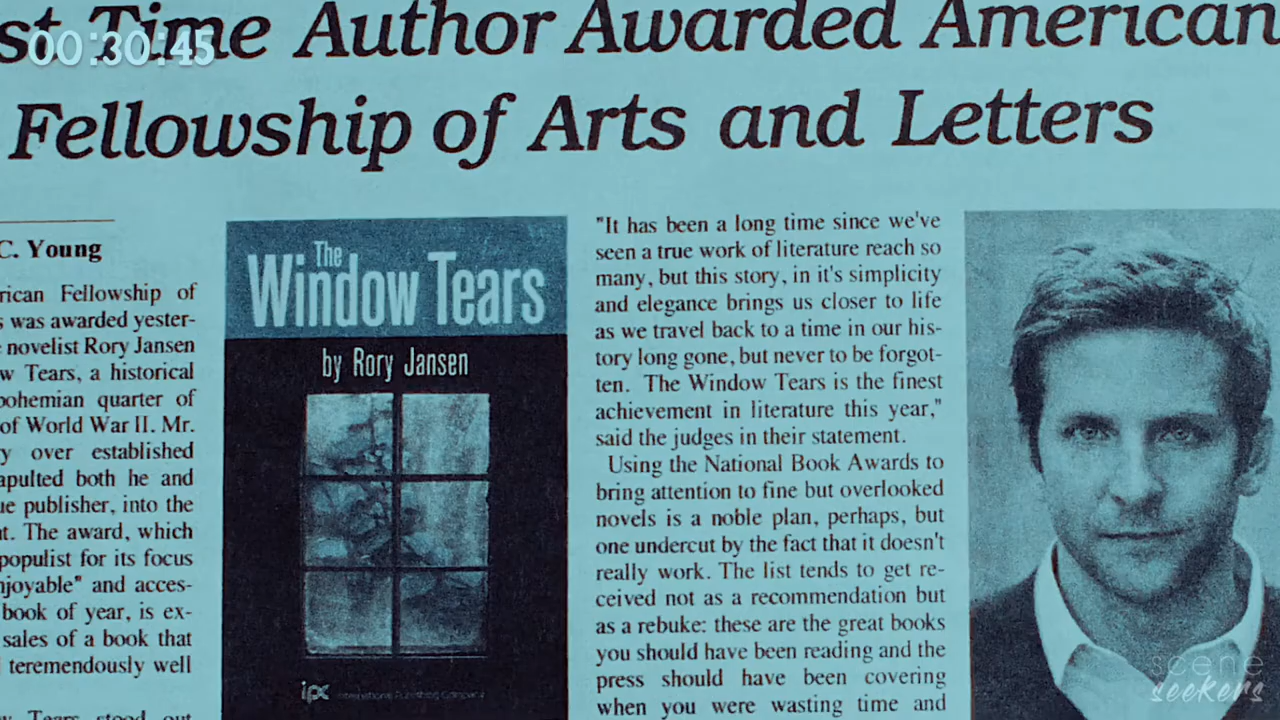 st Time Author Awarded American
00:30:45
Fellowship of Arts and Letters
C. Young
rican Fellowship of
s was awarded yester-
novelist Rory Jansen
w Tears, a historical
bohemian quarter of
of World War II. Mr.
y over established
apulted both he and
ue publisher, into the
t. The award, which
populist for its focus
njoyable" and acces-
book of year, is ex-
sales of a book that
teremendously well
Tears stood out
The
Window Tears
by Rory Jansen
ipc International Publishing Company
"It has been a long time since we've
seen a true work of literature reach so
many, but this story, in it's simplicity
and elegance brings us closer to life
as we travel back to a time in our his-
tory long gone, but never to be forgot-
ten. The Window Tears is the finest
achievement in literature this year,"
said the judges in their statement.
Using the National Book Awards to
bring attention to fine but overlooked
novels is a noble plan, perhaps, but
one undercut by the fact that it doesn't
really work. The list tends to get re-
ceived not as a recommendation but
as a rebuke: these are the great books
you should have been reading and the
press should have been covering
when you were wasting time and
scene
seekers